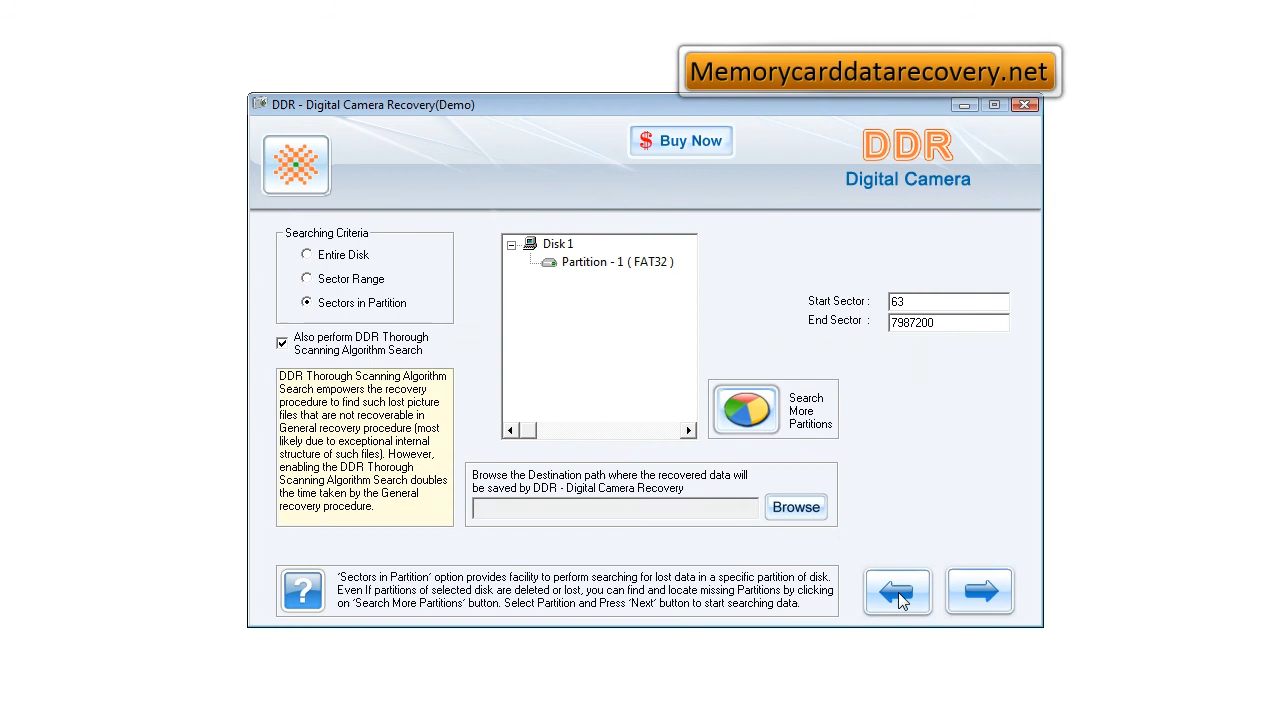 Memorycarddatarecovery.net
DDR - Digital Camera Recovery(Demo)
$ Buy Now
DDR
Digital Camera
Searching Criteria
Entire Disk
Sector Range
Sectors in Partition
Also perform DDR Thorough
Scanning Algorithm Search
DDR Thorough Scanning Algorithm
Search empowers the recovery
procedure to find such lost picture
files that are not recoverable in
General recovery procedure (most
likely due to exceptional internal
structure of such files). However,
enabling the DDR Thorough
Scanning Algorithm Search doubles
the time taken by the General
recovery procedure.
Disk 1
Partition - 1 ( FAT32 )
Start Sector : 63
End Sector : 7987200
Search
More
Partitions
Browse the Destination path where the recovered data will
be saved by DDR - Digital Camera Recovery
Browse
?
'Sectors in Partition' option provides facility to perform searching for lost data in a specific partition of disk.
Even If partitions of selected disk are deleted or lost, you can find and locate missing Partitions by clicking
on 'Search More Partitions' button. Select Partition and Press 'Next' button to start searching data.